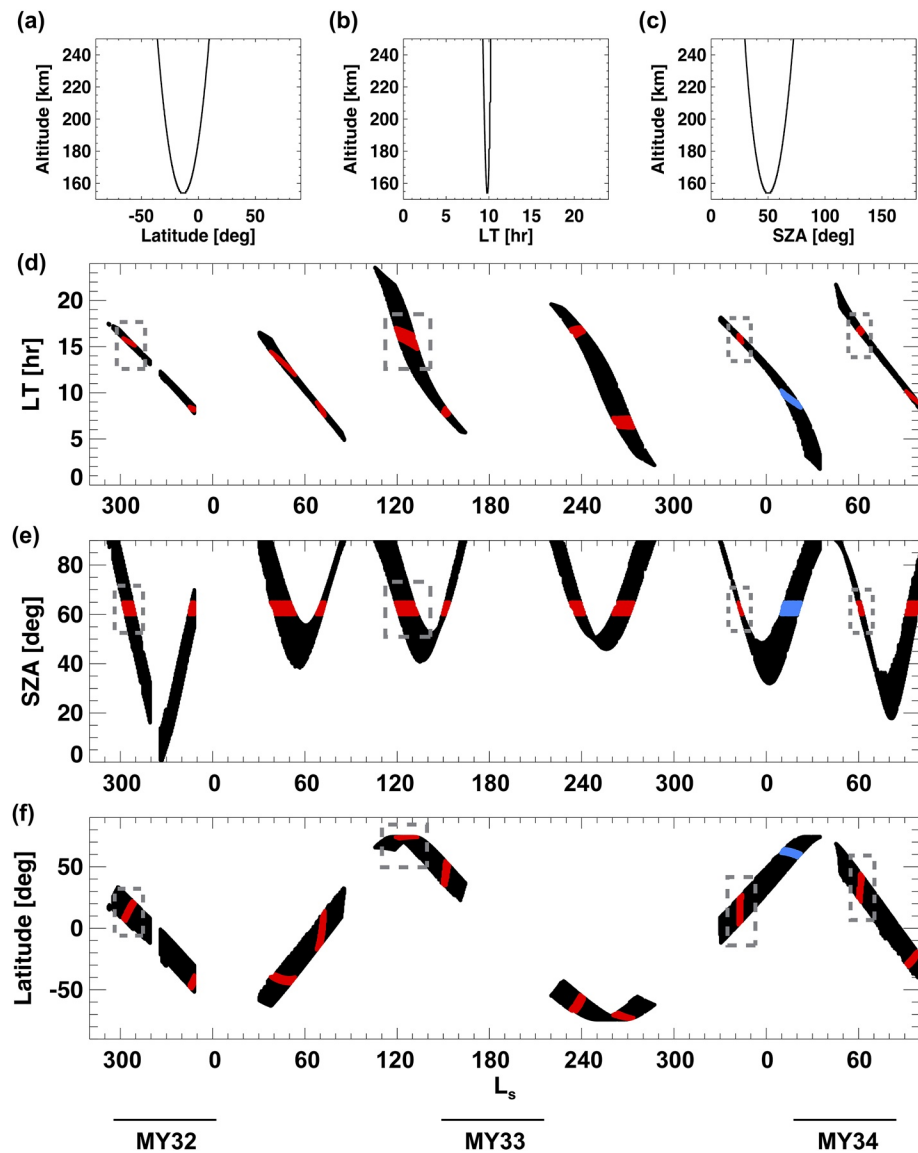 (a) (b) (c)
240 240 240
220 220 220
200 200 200
180 180 180
160 160 160
Altitude [km] Altitude [km] Altitude [km]
-50 0 50 0 5 10 15 20 0 50 100 150
Latitude [deg] LT [hr] SZA [deg]
(d)
20
15
10
5
0
LT [hr]
300 0 60 120 180 240 300 0 60
(e)
80
60
40
20
0
SZA [deg]
300 0 60 120 180 240 300 0 60
(f)
50
0
-50
Latitude [deg]
300 0 60 120 180 240 300 0 60
Ls
MY32 MY33 MY34